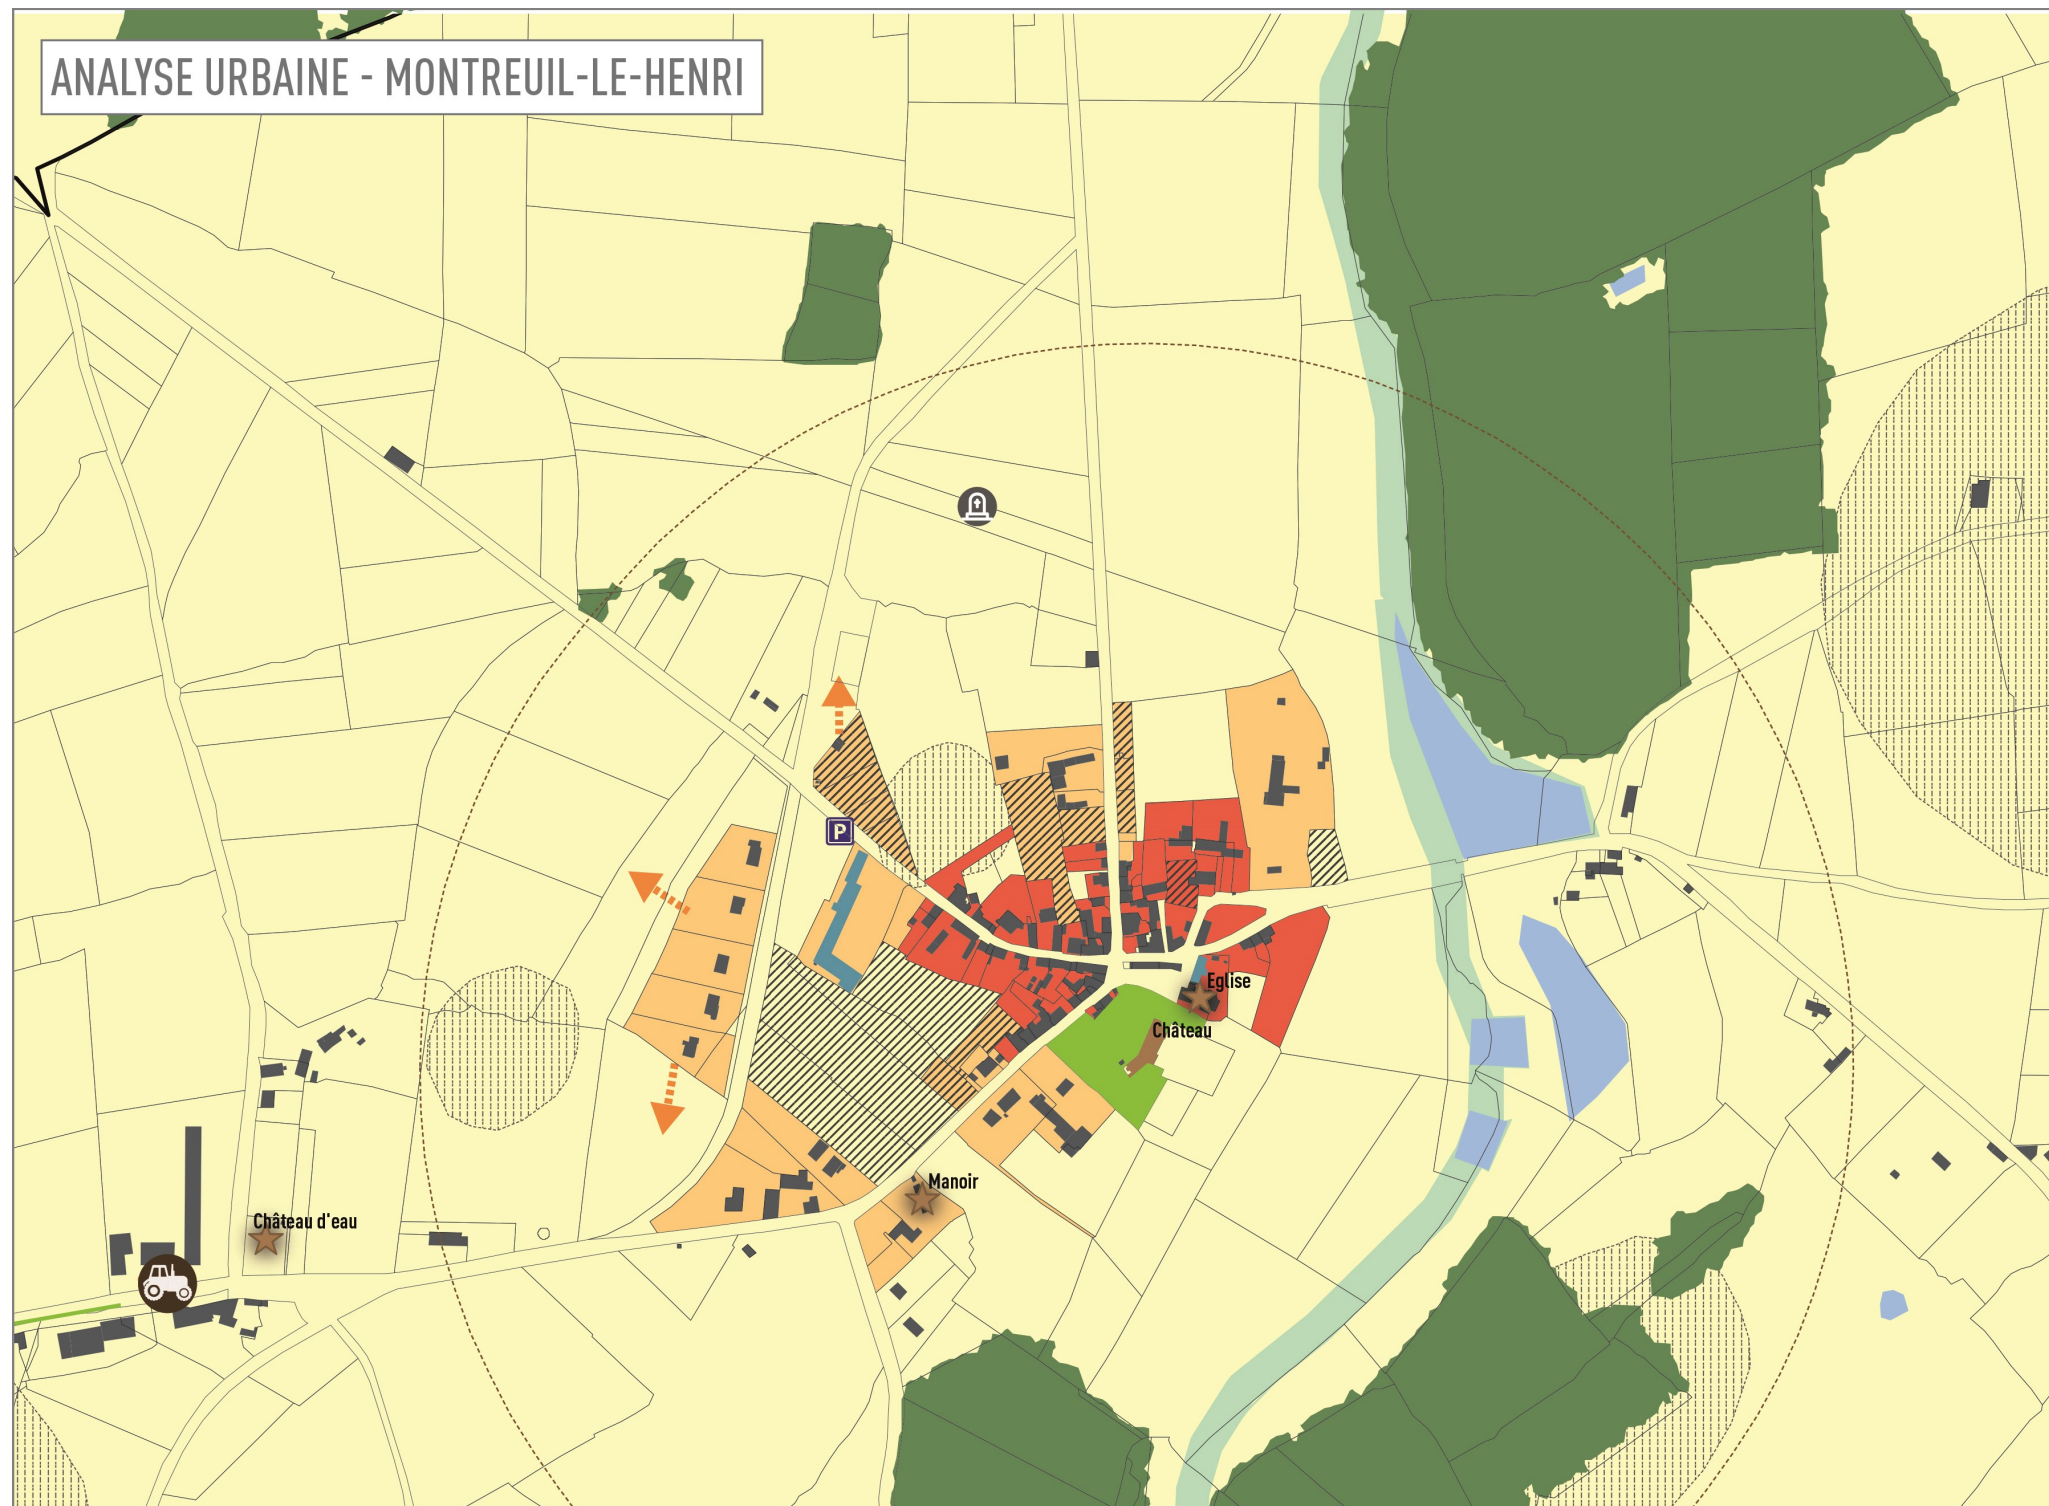 ANALYSE URBAINE - MONTREUIL-LE-HENRI
P
Eglise
Château
Manoir
Château d'eau